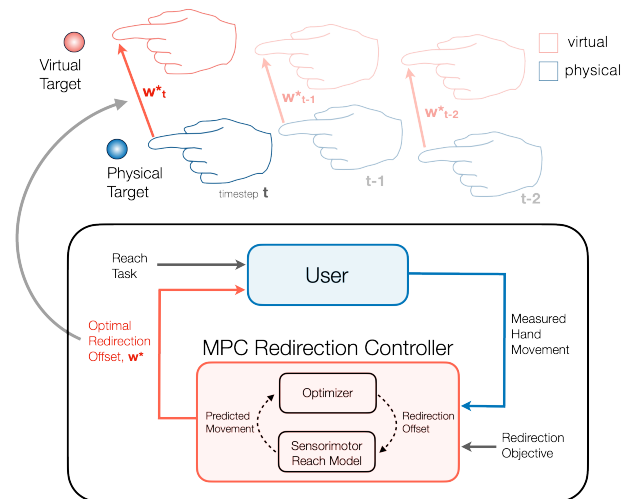 Virtual
Target
w*t
w*t-1
w*t-2
virtual
physical
Physical
Target
timestep t
t-1
t-2
Reach
Task
User
Optimal
Redirection
Offset, w*
Measured
Hand
Movement
MPC Redirection Controller
Optimizer
Predicted
Movement
Redirection
Offset
Sensorimotor
Reach Model
Redirection
Objective